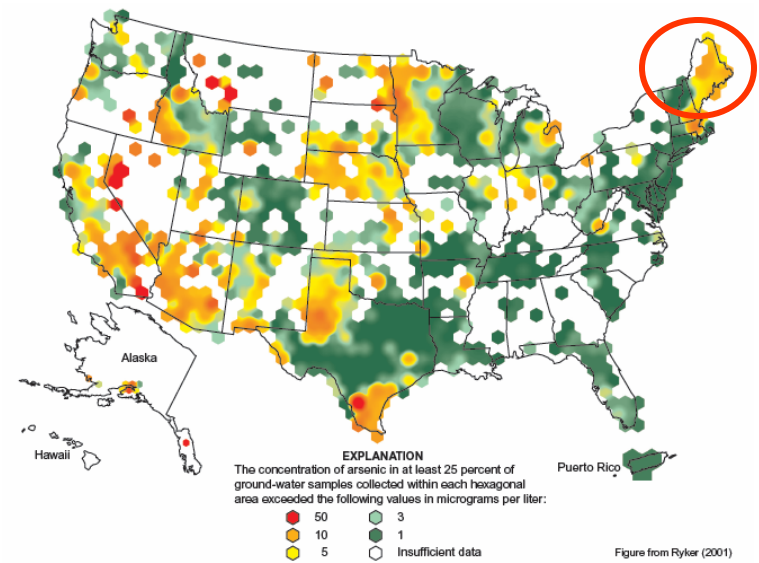 Alaska
Hawaii
Puerto Rico
EXPLANATION
The concentration of arsenic in at least 25 percent of
ground-water samples collected within each hexagonal
area exceeded the following values in micrograms per liter:
50 3
10 1
5 Insufficient data
Figure from Ryker (2001)